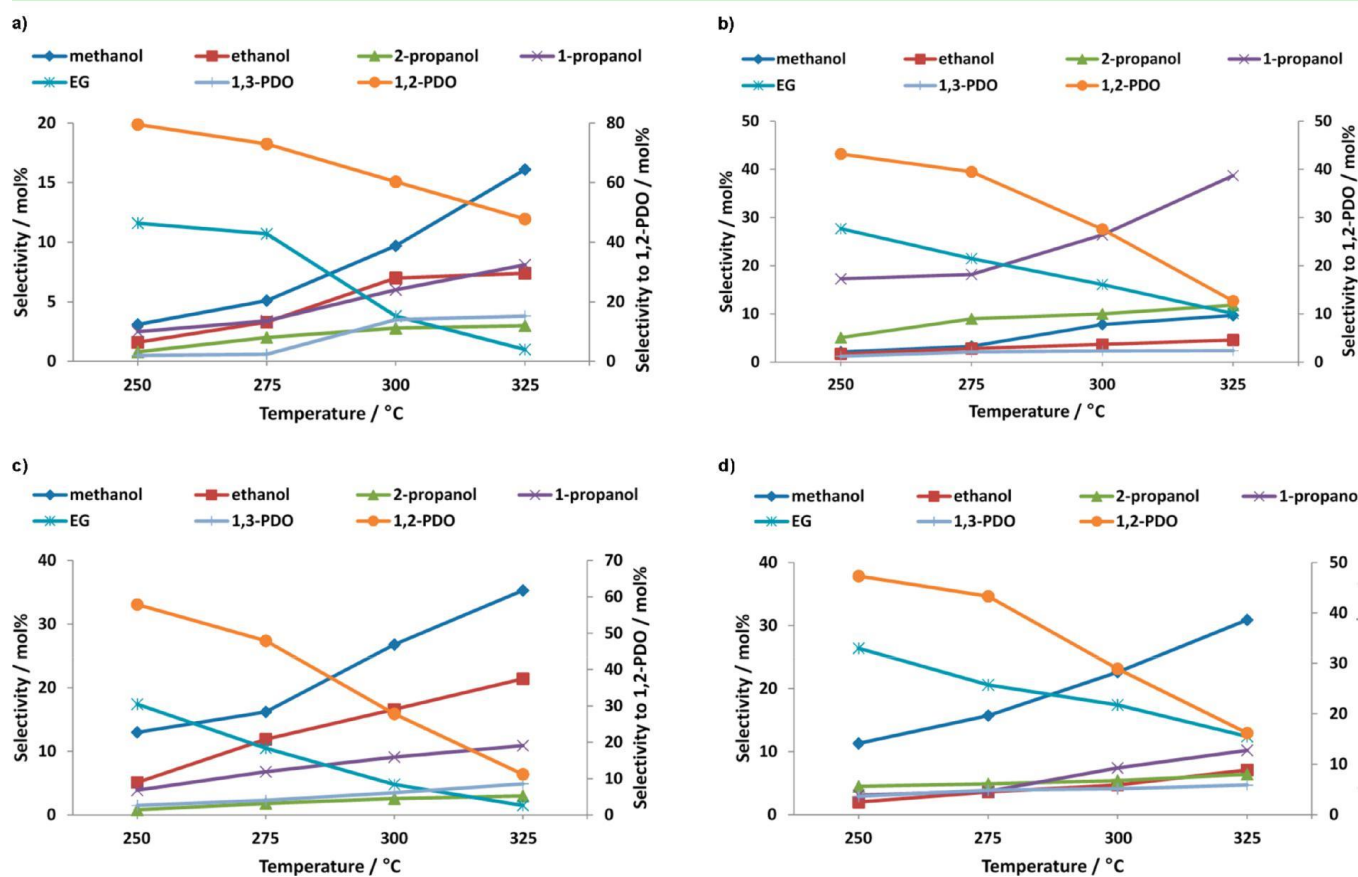 a)
methanol ethanol 2-propanol 1-propanol
EG 1,3-PDO 1,2-PDO
20
15
10
5
0
80
60
40
20
0
Selectivity / mol%
Selectivity to 1,2-PDO / mol%
250 275 300 325
Temperature / °C
b)
methanol ethanol 2-propanol 1-propanol
EG 1,3-PDO 1,2-PDO
50
40
30
20
10
0
50
40
30
20
10
0
Selectivity / mol%
Selectivity to 1,2-PDO / mol%
250 275 300 325
Temperature / °C
c)
methanol ethanol 2-propanol 1-propanol
EG 1,3-PDO 1,2-PDO
40
30
20
10
0
70
60
50
40
30
20
10
0
Selectivity / mol%
Selectivity to 1,2-PDO / mol%
250 275 300 325
Temperature / °C
d)
methanol ethanol 2-propanol 1-propano
EG 1,3-PDO 1,2-PDO
40
30
20
10
0
50
40
30
20
10
0
Selectivity / mol%
250 275 300 325
Temperature / °C